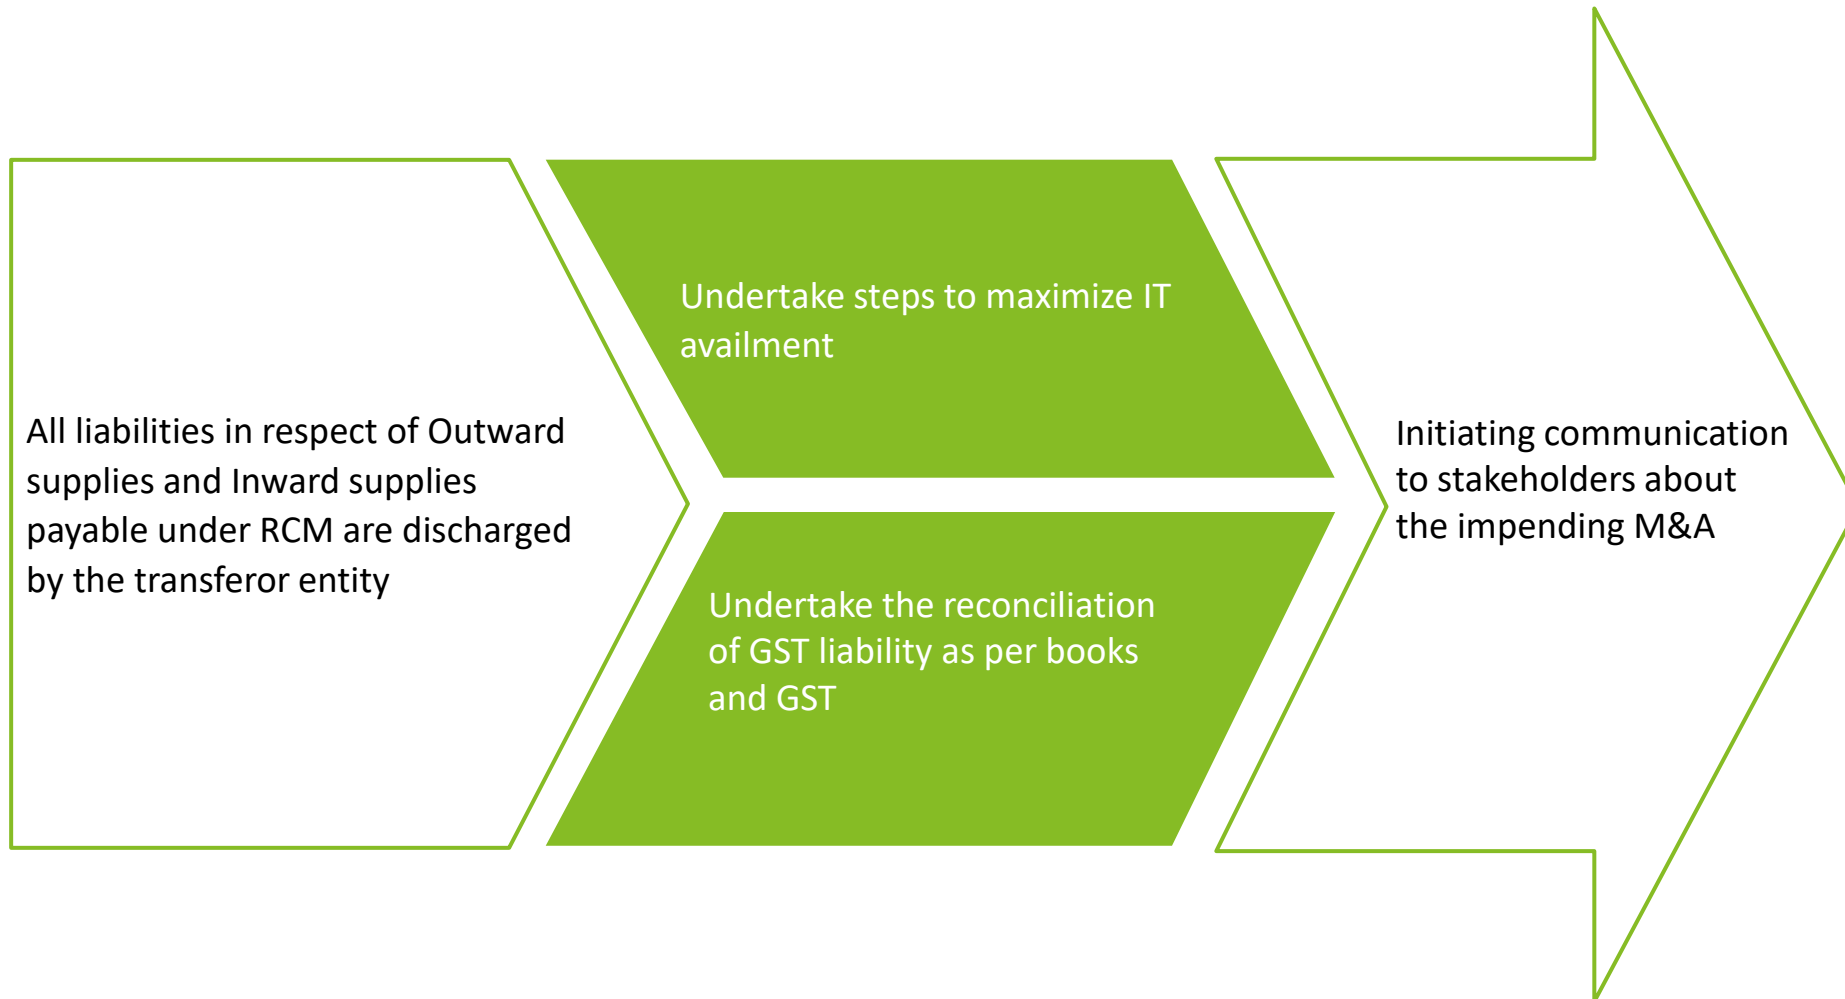 All liabilities in respect of Outward
supplies and Inward supplies
payable under RCM are discharged
by the transferor entity
Undertake steps to maximize IT
availment
Undertake the reconciliation
of GST liability as per books
and GST
Initiating communication
to stakeholders about
the impending M&A